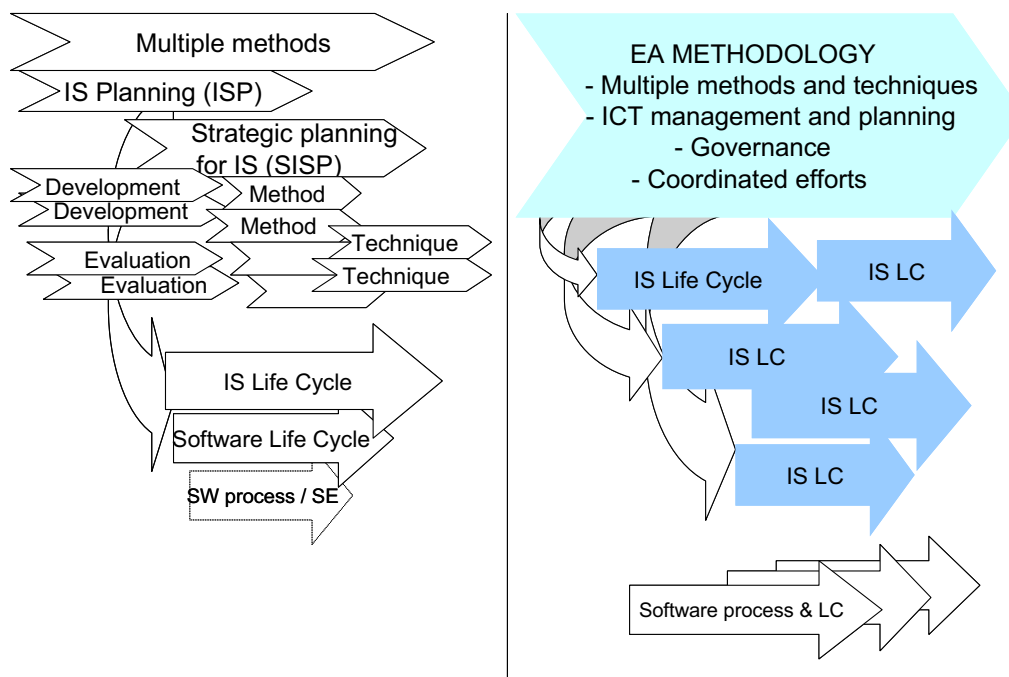 Multiple methods
IS Planning (ISP)
Strategic planning
for IS (SISP)
Development
Method
Development
Method
Technique
Evaluation
Technique
Evaluation
IS Life Cycle
Software Life Cycle
SW process / SE
EA METHODOLOGY
- Multiple methods and techniques
- ICT management and planning
- Governance
- Coordinated efforts
IS Life Cycle
IS LC
IS LC
IS LC
IS LC
Software process & LC